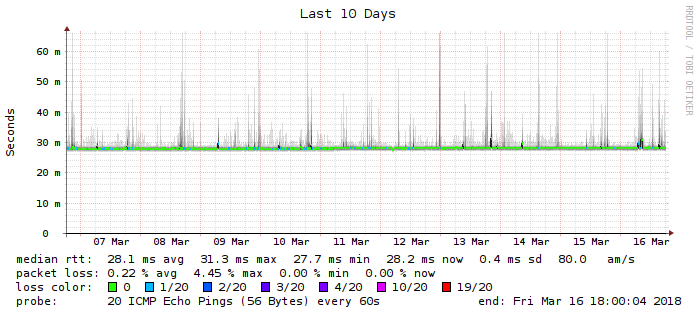 Last 10 Days
RRDTOOL / TOBI OETIKER
Seconds
60 m
50 m
40 m
30 m
20 m
10 m
0
07 Mar 08 Mar 09 Mar 10 Mar 11 Mar 12 Mar 13 Mar 14 Mar 15 Mar 16 Mar
median rtt: 28.1 ms avg 31.3 ms max 27.7 ms min 28.2 ms now 0.4 ms sd 80.0 am/s
packet loss: 0.22 % avg 4.45 % max 0.00 % min 0.00 % now
loss color: 0 1/20 2/20 3/20 4/20 10/20 19/20
probe: 20 ICMP Echo Pings (56 Bytes) every 60s end: Fri Mar 16 18:00:04 2018